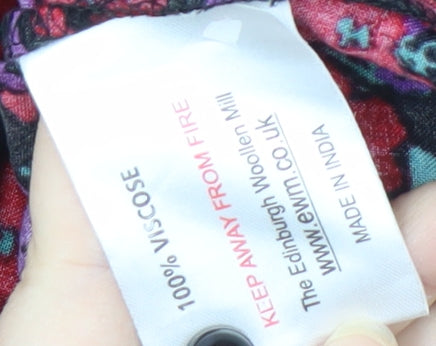 100% VISCOSE
KEEP AWAY FROM FIRE
The Edinburgh Woollen Mill
www.ewm.co.uk
MADE IN INDIA